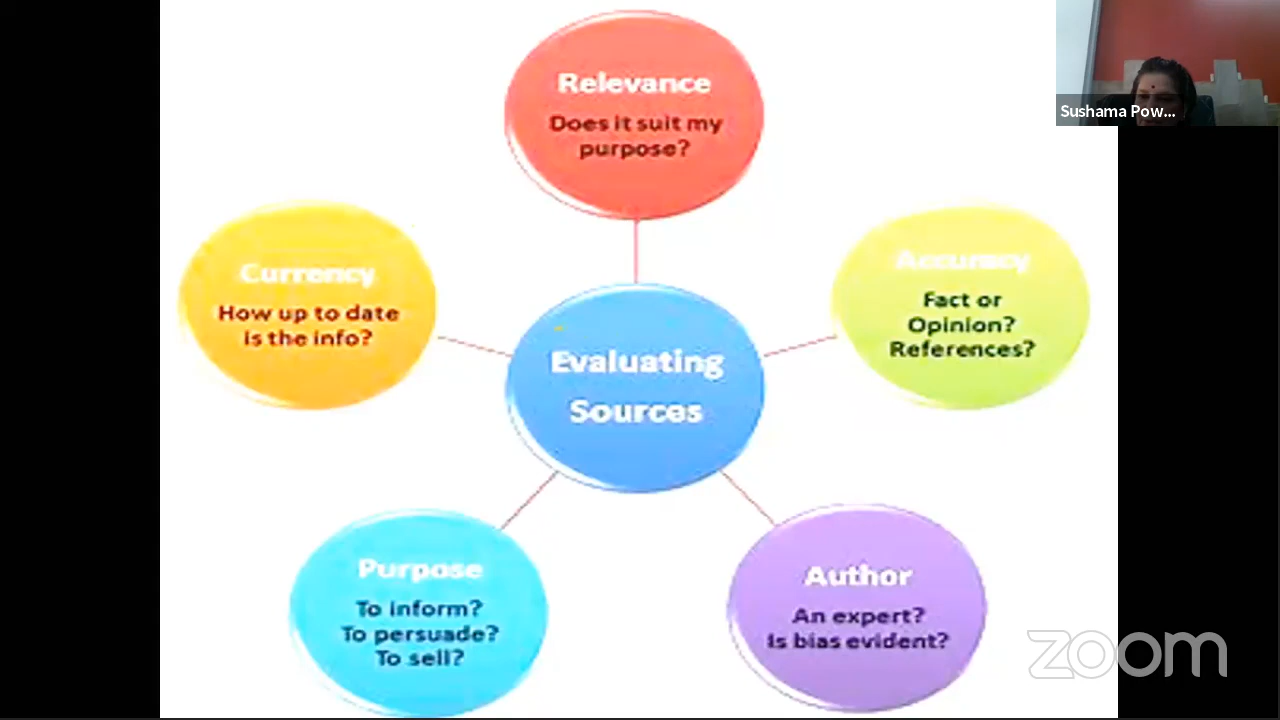 Relevance
Does it suit my
purpose?
Sushama Pow...
Currency
How up to date
is the info?
Accuracy
Fact or
Opinion?
References?
Evaluating
Sources
Purpose
To inform?
To persuade?
To sell?
Author
An expert?
Is bias evident?
zoom